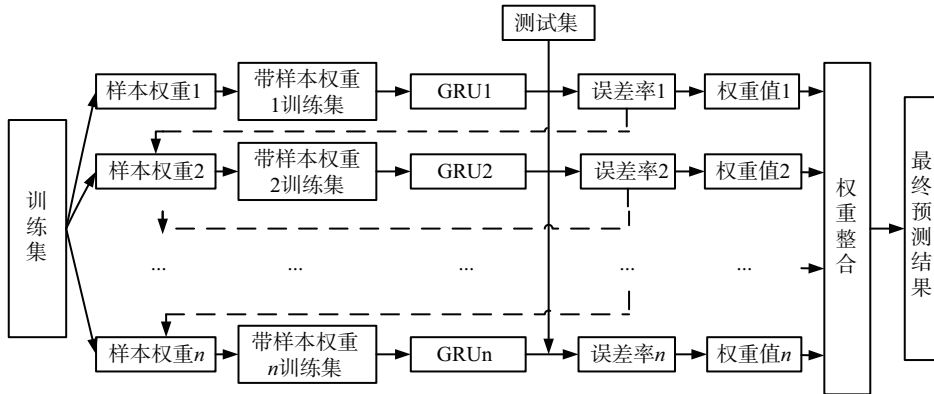 测试集
样本权重1
带样本权重
1训练集
GRU1
误差率1
权重值1
样本权重2
带样本权重
2训练集
GRU2
误差率2
权重值2
训练集
...
...
...
...
...
样本权重n
带样本权重
n训练集
GRUn
误差率n
权重值n
权重整合
最终预测结果